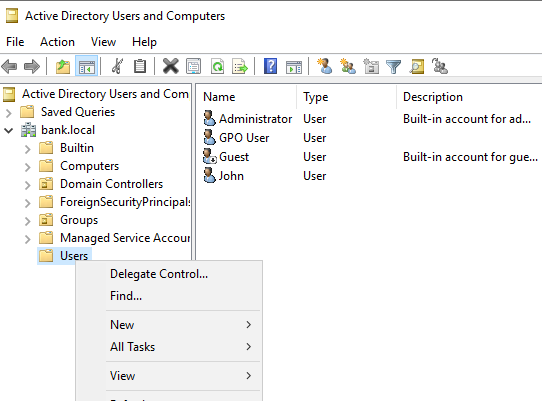 Active Directory Users and Computers
File Action View Help
Active Directory Users and Com
Saved Queries
bank.local
Builtin
Computers
Domain Controllers
ForeignSecurityPrincipals
Groups
Managed Service Accour
Users
Name Type Description
Administrator User Built-in account for ad...
GPO User User
Guest User Built-in account for gue...
John User
Delegate Control...
Find...
New
All Tasks
View